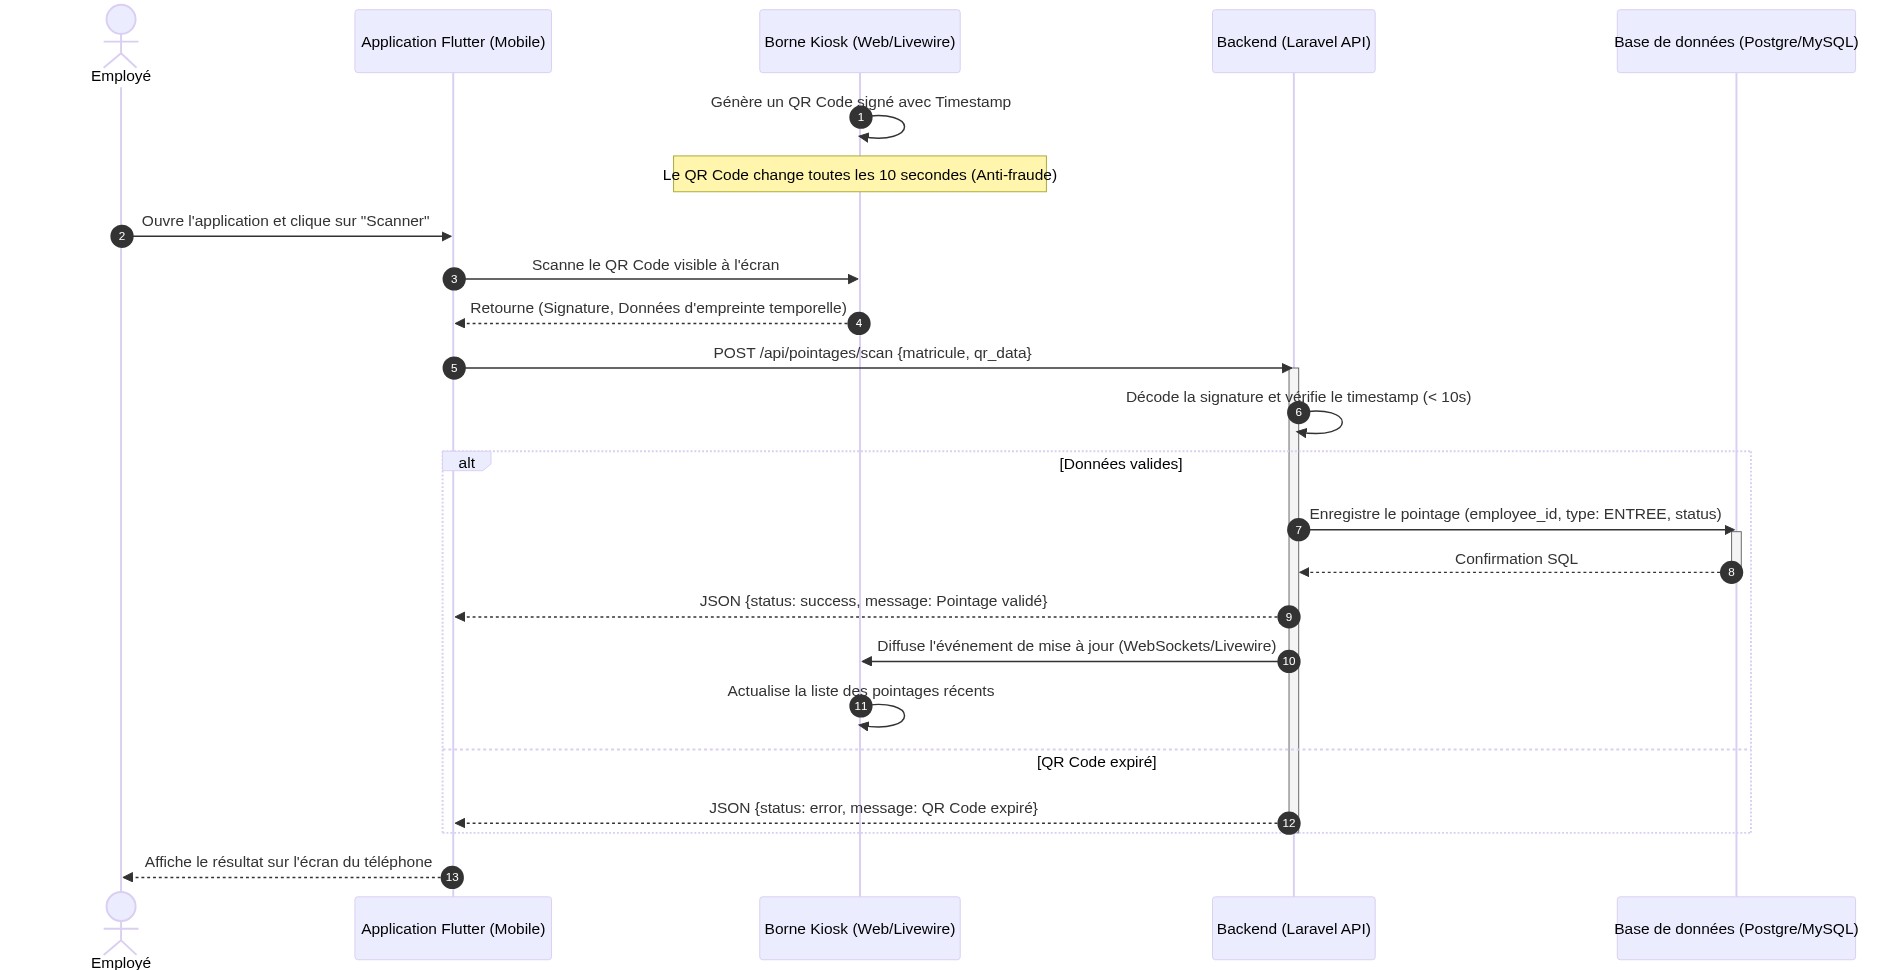 Employé
Application Flutter (Mobile)
Borne Kiosk (Web/Livewire)
Backend (Laravel API)
Base de données (Postgre/MySQL)
Génère un QR Code signé avec Timestamp
1
Le QR Code change toutes les 10 secondes (Anti-fraude)
Ouvre l'application et clique sur "Scanner"
2
Scanne le QR Code visible à l'écran
3
Retourne (Signature, Données d'empreinte temporelle)
4
POST /api/pointages/scan {matricule, qr_data}
5
Décode la signature et vérifie le timestamp (< 10s)
6
alt
[Données valides]
Enregistre le pointage (employee_id, type: ENTREE, status)
7
Confirmation SQL
8
JSON {status: success, message: Pointage validé}
9
Diffuse l'événement de mise à jour (WebSockets/Livewire)
10
Actualise la liste des pointages récents
11
[QR Code expiré]
JSON {status: error, message: QR Code expiré}
12
Affiche le résultat sur l'écran du téléphone
13
Employé
Application Flutter (Mobile)
Borne Kiosk (Web/Livewire)
Backend (Laravel API)
Base de données (Postgre/MySQL)